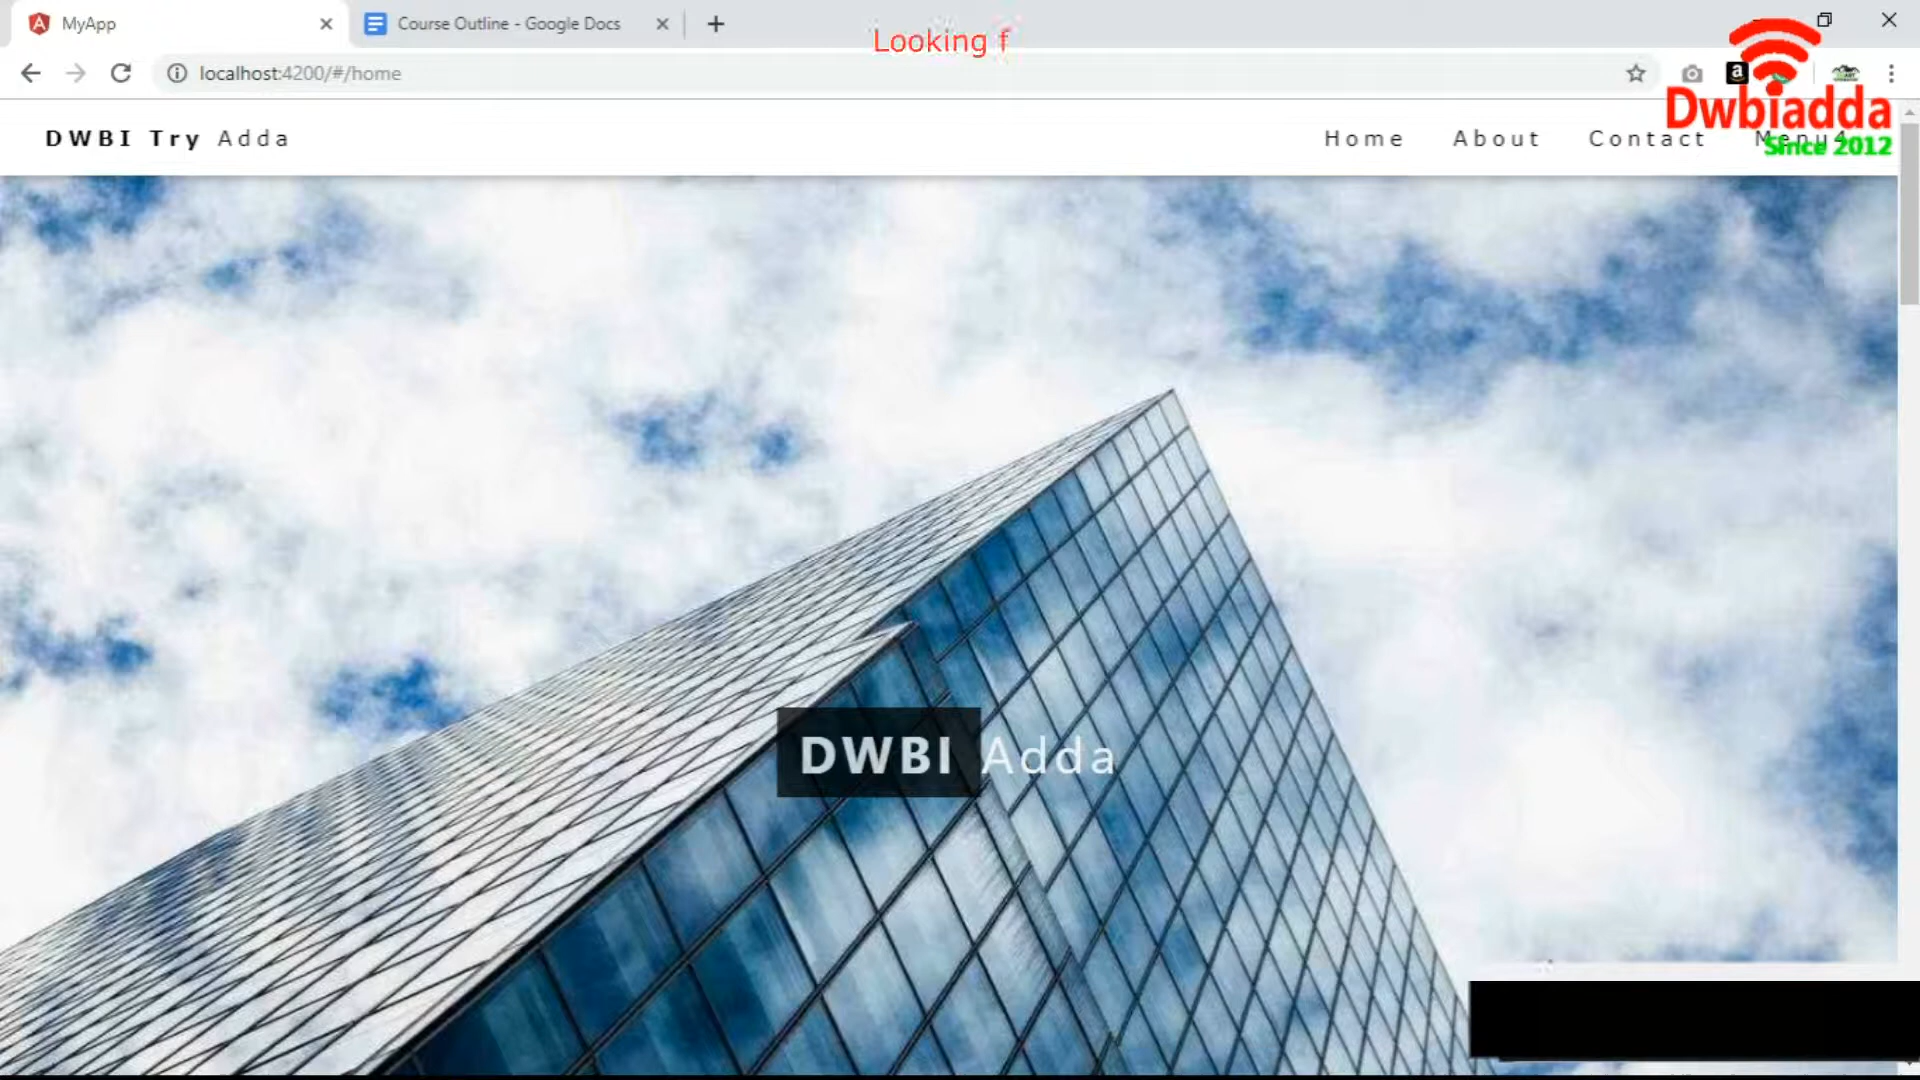 MyApp
Course Outline - Google Docs
Looking f
localhost:4200/#/home
Dwbiadda
Since 2012
DWBI Try Adda
Home
About
Contact
Menu4
DWBI Adda